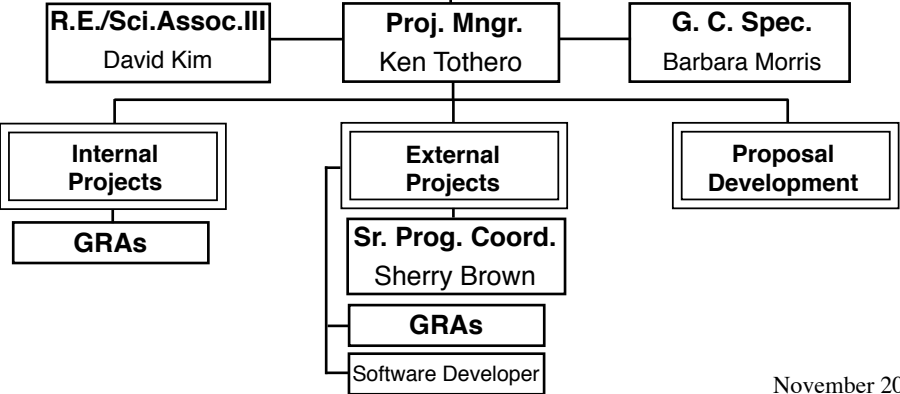 R.E./Sci.Assoc.III
David Kim
Proj. Mngr.
Ken Tothero
G. C. Spec.
Barbara Morris
Internal
Projects
GRAs
External
Projects
Sr. Prog. Coord.
Sherry Brown
GRAs
Software Developer
Proposal
Development
November 20